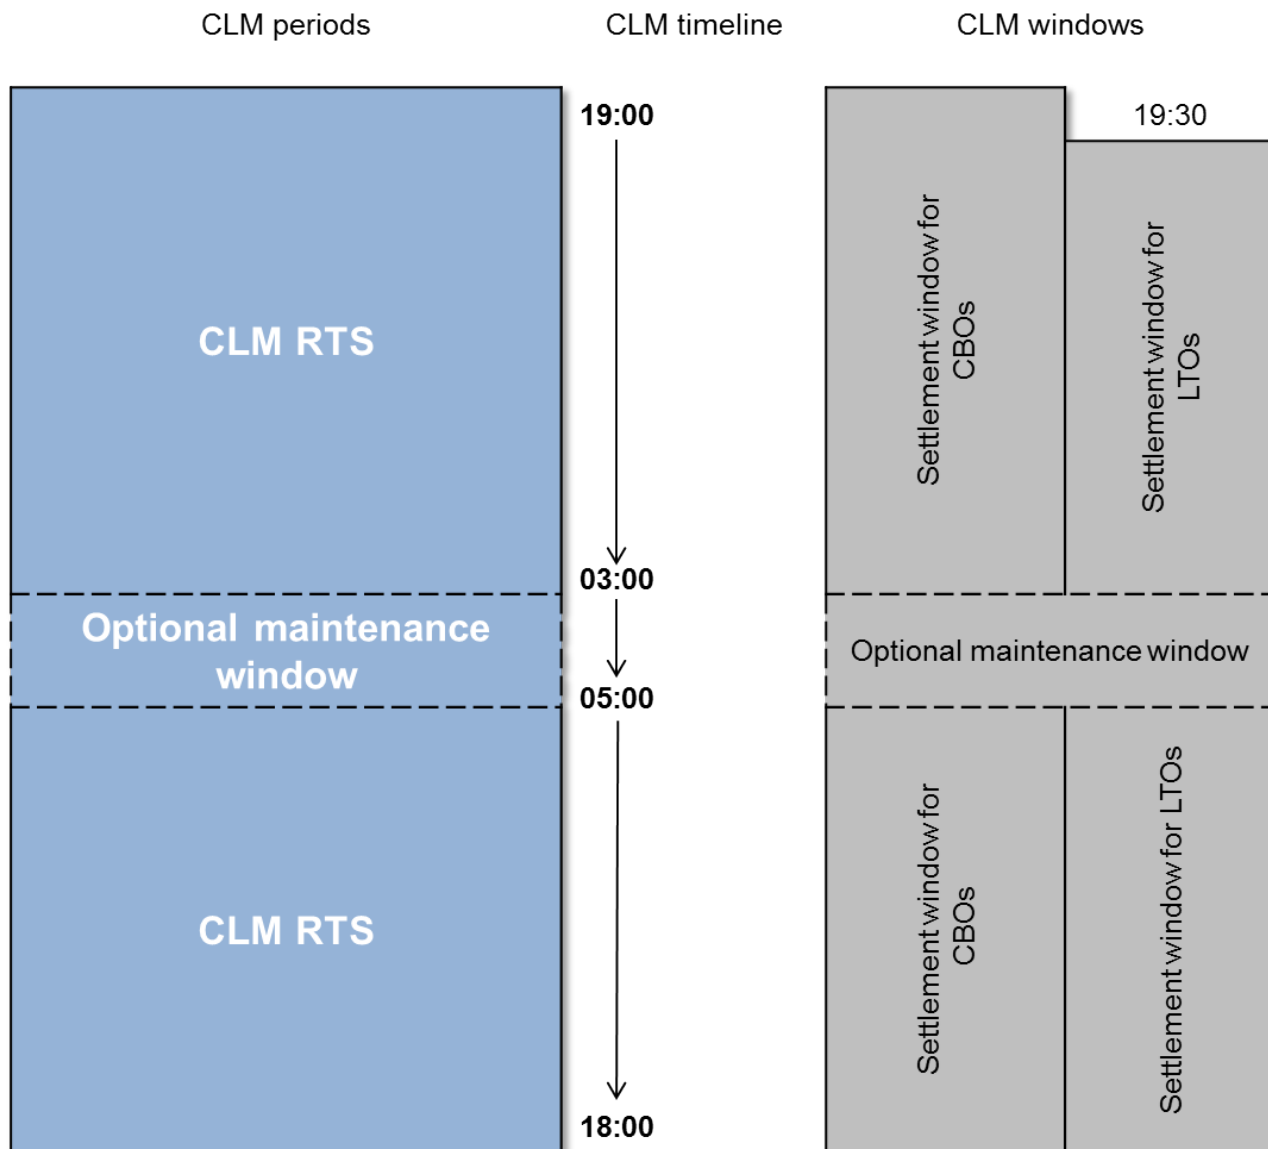 CLM periods
CLM timeline
CLM windows
19:00
19:30
CLM RTS
Settlement window for
CBOs
Settlement window for
LTOs
03:00
Optional maintenance
window
Optional maintenance window
05:00
CLM RTS
Settlement window for
CBOs
Settlement window for LTOs
18:00